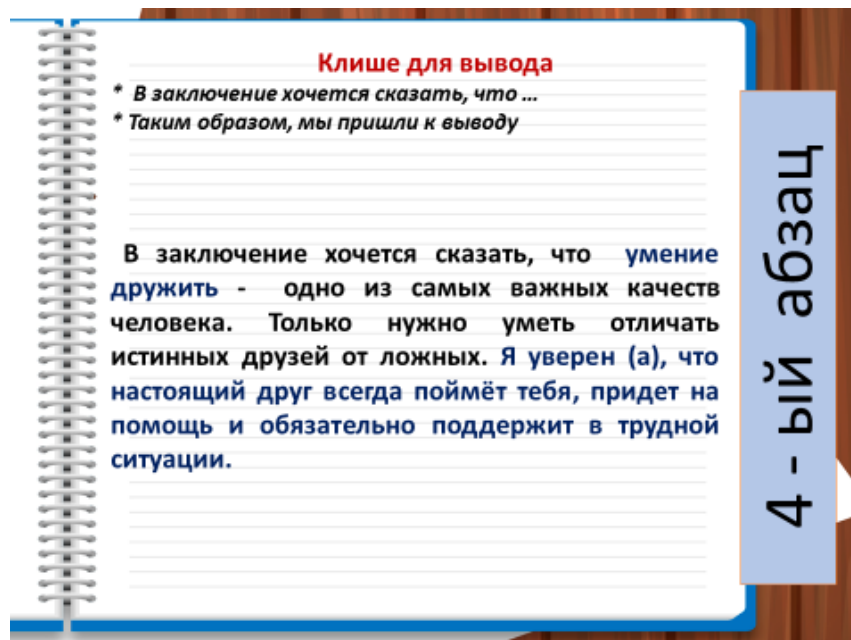 Клише для вывода
* В заключение хочется сказать, что ...
* Таким образом, мы пришли к выводу
В заключение хочется сказать, что умение
дружить - одно из самых важных качеств
человека. Только нужно уметь отличать
истинных друзей от ложных. Я уверен (а), что
настоящий друг всегда поймёт тебя, придет на
помощь и обязательно поддержит в трудной
ситуации.
4 - ый абзац